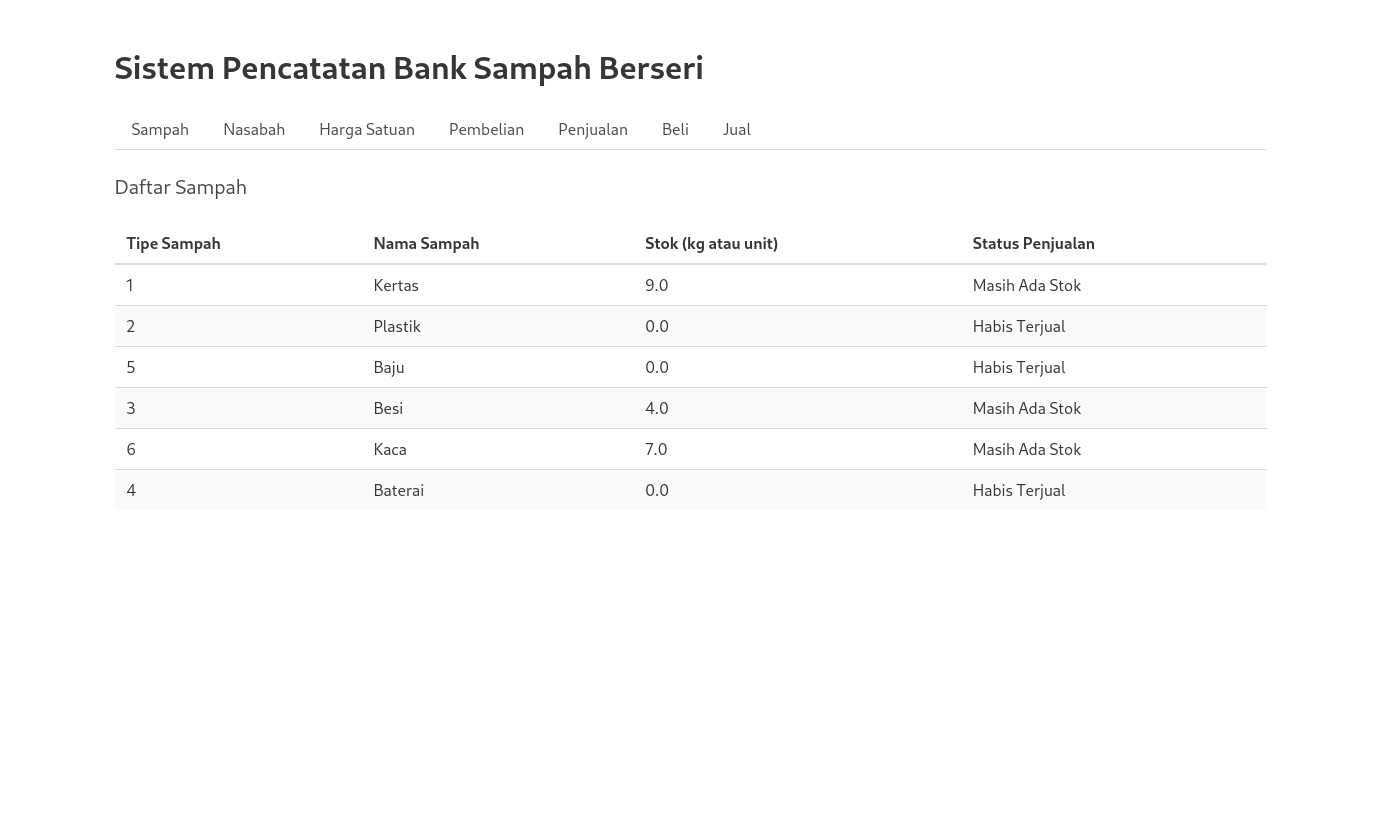 Sistem Pencatatan Bank Sampah Berseri
Sampah Nasabah Harga Satuan Pembelian Penjualan Beli Jual
Daftar Sampah
Tipe Sampah Nama Sampah Stok (kg atau unit) Status Penjualan
1 Kertas 9.0 Masih Ada Stok
2 Plastik 0.0 Habis Terjual
5 Baju 0.0 Habis Terjual
3 Besi 4.0 Masih Ada Stok
6 Kaca 7.0 Masih Ada Stok
4 Baterai 0.0 Habis Terjual